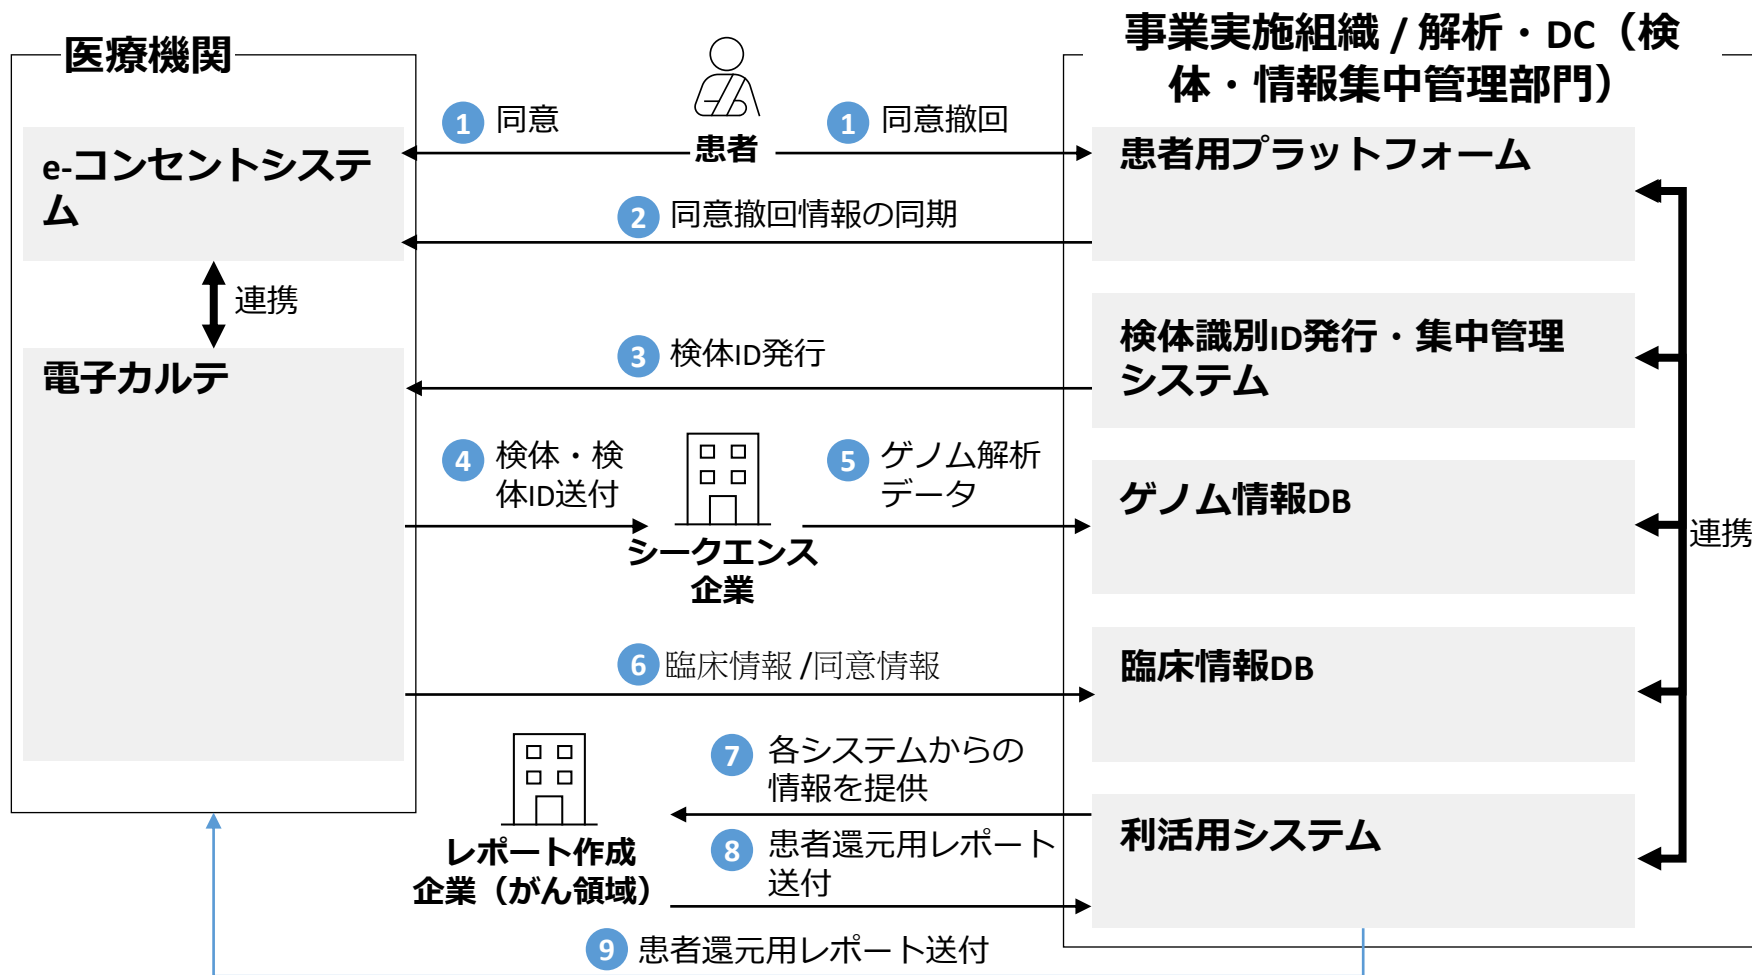 医療機関
事業実施組織 / 解析・DC（検
体・情報集中管理部門）
1 同意
患者
1 同意撤回
e-コンセントシステ
ム
患者用プラットフォーム
2 同意撤回情報の同期
連携
検体識別ID発行・集中管理
システム
3 検体ID発行
電子カルテ
4 検体・検
体ID送付
シークエンス
企業
5 ゲノム解析
データ
ゲノム情報DB
連携
6 臨床情報 /同意情報
臨床情報DB
7 各システムからの
情報を提供
レポート作成
企業（がん領域）
8 患者還元用レポート
送付
利活用システム
9 患者還元用レポート送付